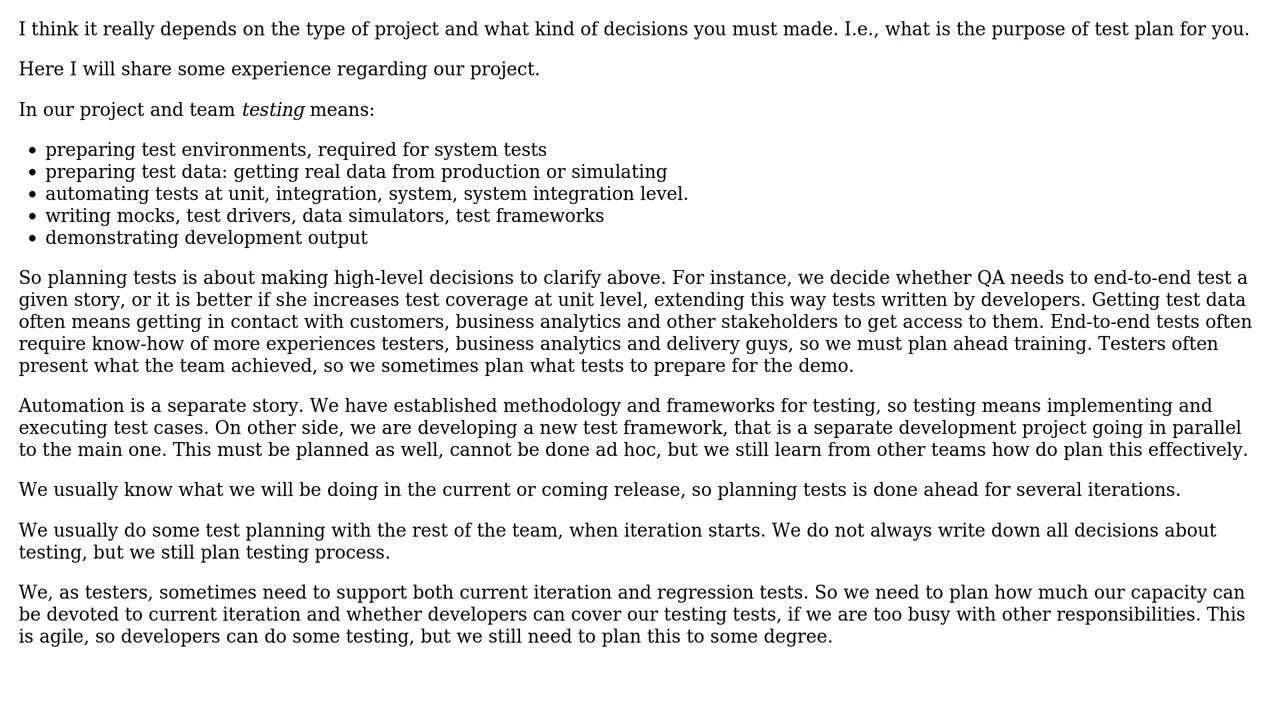 I think it really depends on the type of project and what kind of decisions you must made. I.e., what is the purpose of test plan for you.
Here I will share some experience regarding our project.
In our project and team testing means:
• preparing test environments, required for system tests
• preparing test data: getting real data from production or simulating
• automating tests at unit, integration, system, system integration level.
• writing mocks, test drivers, data simulators, test frameworks
• demonstrating development output
So planning tests is about making high-level decisions to clarify above. For instance, we decide whether QA needs to end-to-end test a
given story, or it is better if she increases test coverage at unit level, extending this way tests written by developers. Getting test data
often means getting in contact with customers, business analytics and other stakeholders to get access to them. End-to-end tests often
require know-how of more experiences testers, business analytics and delivery guys, so we must plan ahead training. Testers often
present what the team achieved, so we sometimes plan what tests to prepare for the demo.
Automation is a separate story. We have established methodology and frameworks for testing, so testing means implementing and
executing test cases. On other side, we are developing a new test framework, that is a separate development project going in parallel
to the main one. This must be planned as well, cannot be done ad hoc, but we still learn from other teams how do plan this effectively.
We usually know what we will be doing in the current or coming release, so planning tests is done ahead for several iterations.
We usually do some test planning with the rest of the team, when iteration starts. We do not always write down all decisions about
testing, but we still plan testing process.
We, as testers, sometimes need to support both current iteration and regression tests. So we need to plan how much our capacity can
be devoted to current iteration and whether developers can cover our testing tests, if we are too busy with other responsibilities. This
is agile, so developers can do some testing, but we still need to plan this to some degree.